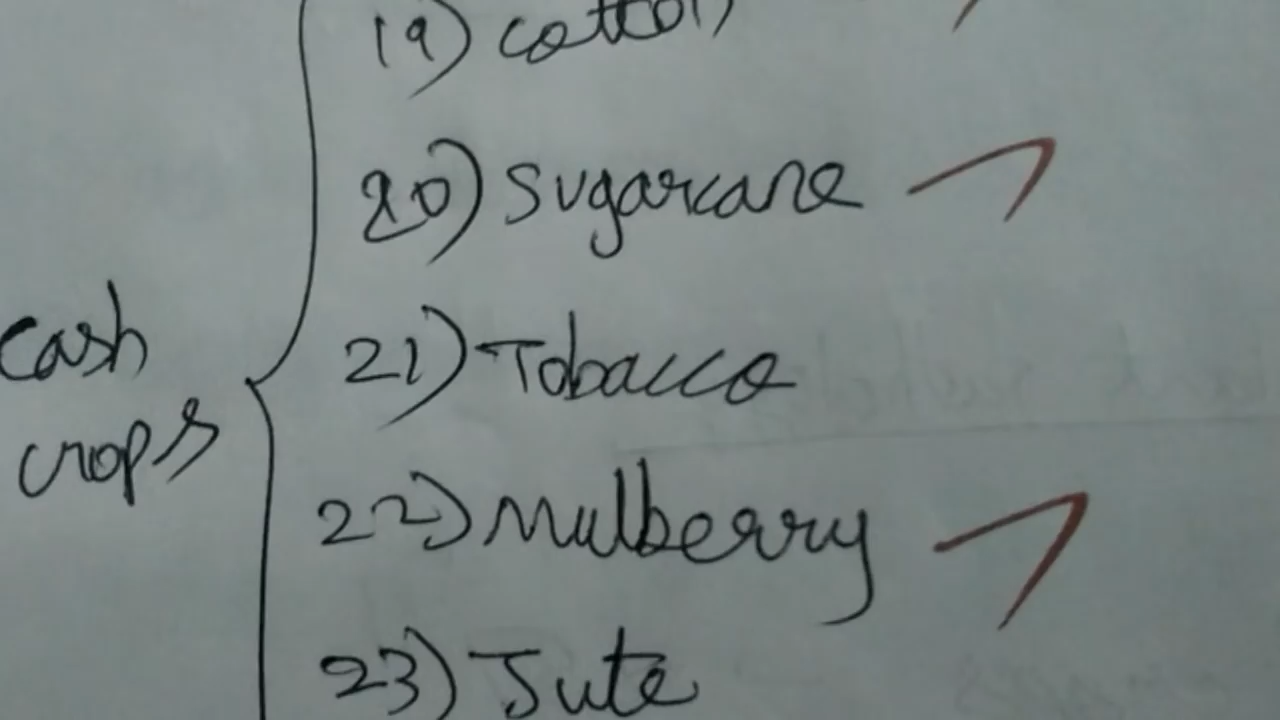 19) cotton
20) Sugarcane
21) Tobacco
22) Mulberry
23) Jute
cash
crops